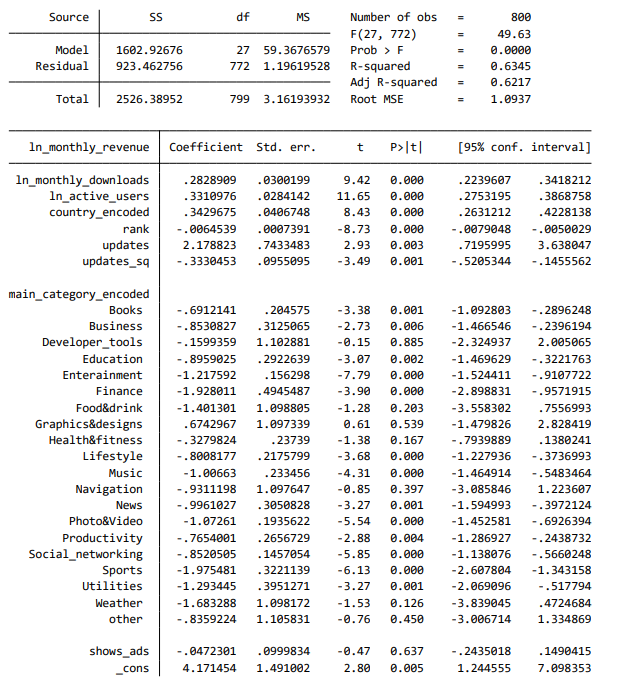 Source | SS df MS Number of obs = 800
F(27, 772) = 49.63
Model | 1602.92676 27 59.3676579 Prob > F = 0.0000
Residual | 923.462756 772 1.19619528 R-squared = 0.6345
Adj R-squared = 0.6217
Total | 2526.38952 799 3.16193932 Root MSE = 1.0937
ln_monthly_revenue | Coefficient Std. err. t P>|t| [95% conf. interval]
ln_monthly_downloads | .2828909 .0300199 9.42 0.000 .2239607 .3418212
ln_active_users | .3310976 .0284142 11.65 0.000 .2753195 .3868758
country_encoded | .3429675 .0406748 8.43 0.000 .2631212 .4228138
rank | -.0064539 .0007391 -8.73 0.000 -.0079048 -.0050029
updates | 2.178823 .7433483 2.93 0.003 .7195995 3.638047
updates_sq | -.3330453 .0955095 -3.49 0.001 -.5205344 -.1455562
main_category_encoded |
Books | -.6912141 .204575 -3.38 0.001 -1.092803 -.2896248
Business | -.8530827 .3125065 -2.73 0.006 -1.466546 -.2396194
Developer_tools | -.1599359 1.102881 -0.15 0.885 -2.324937 2.005065
Education | -.8959025 .2922639 -3.07 0.002 -1.469629 -.3221763
Enterainment | -1.217592 .156298 -7.79 0.000 -1.524411 -.9107722
Finance | -1.928011 .4945487 -3.90 0.000 -2.898831 -.9571915
Food&drink | -1.401301 1.098805 -1.28 0.203 -3.558302 .7556993
Graphics&designs | .6742967 1.097339 0.61 0.539 -1.479826 2.828419
Health&fitness | -.3279824 .23739 -1.38 0.167 -.7939889 .1380241
Lifestyle | -.8008177 .2175799 -3.68 0.000 -1.227936 -.3736993
Music | -1.00663 .233456 -4.31 0.000 -1.464914 -.5483464
Navigation | -.9311198 1.097647 -0.85 0.397 -3.085846 1.223607
News | -.9961027 .3050828 -3.27 0.001 -1.594993 -.3972124
Photo&Video | -1.07261 .1935622 -5.54 0.000 -1.452581 -.6926394
Productivity | -.7654001 .2656729 -2.88 0.004 -1.286927 -.2438732
Social_networking | -.8520505 .1457054 -5.85 0.000 -1.138076 -.5660248
Sports | -1.975481 .3221139 -6.13 0.000 -2.607804 -1.343158
Utilities | -1.293445 .3951271 -3.27 0.001 -2.069096 -.517794
Weather | -1.683288 1.098172 -1.53 0.126 -3.839045 .4724684
other | -.8359224 1.105831 -0.76 0.450 -3.006714 1.334869
shows_ads | -.0472301 .0999834 -0.47 0.637 -.2435018 .1490415
_cons | 4.171454 1.491002 2.80 0.005 1.244555 7.098353